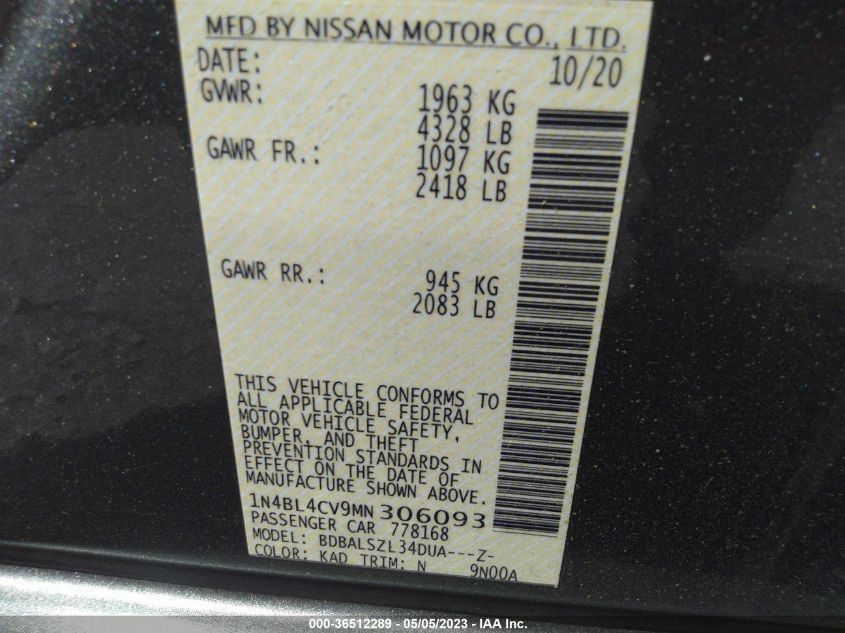 MFD BY NISSAN MOTOR CO., LTD.
DATE: 10/20
GVWR: 1963 KG
4328 LB
GAWR FR.: 1097 KG
2418 LB
GAWR RR.: 945 KG
2083 LB
THIS VEHICLE CONFORMS TO
ALL APPLICABLE FEDERAL
MOTOR VEHICLE SAFETY,
BUMPER, AND THEFT
PREVENTION STANDARDS IN
EFFECT ON THE DATE OF
MANUFACTURE SHOWN ABOVE.
1N4BL4CV9MN306093
PASSENGER CAR 778168
MODEL: BDBALSZL34DUA---Z-
COLOR: KAD TRIM: N 9N00A
000-36512289 - 05/05/2023 - IAA Inc.